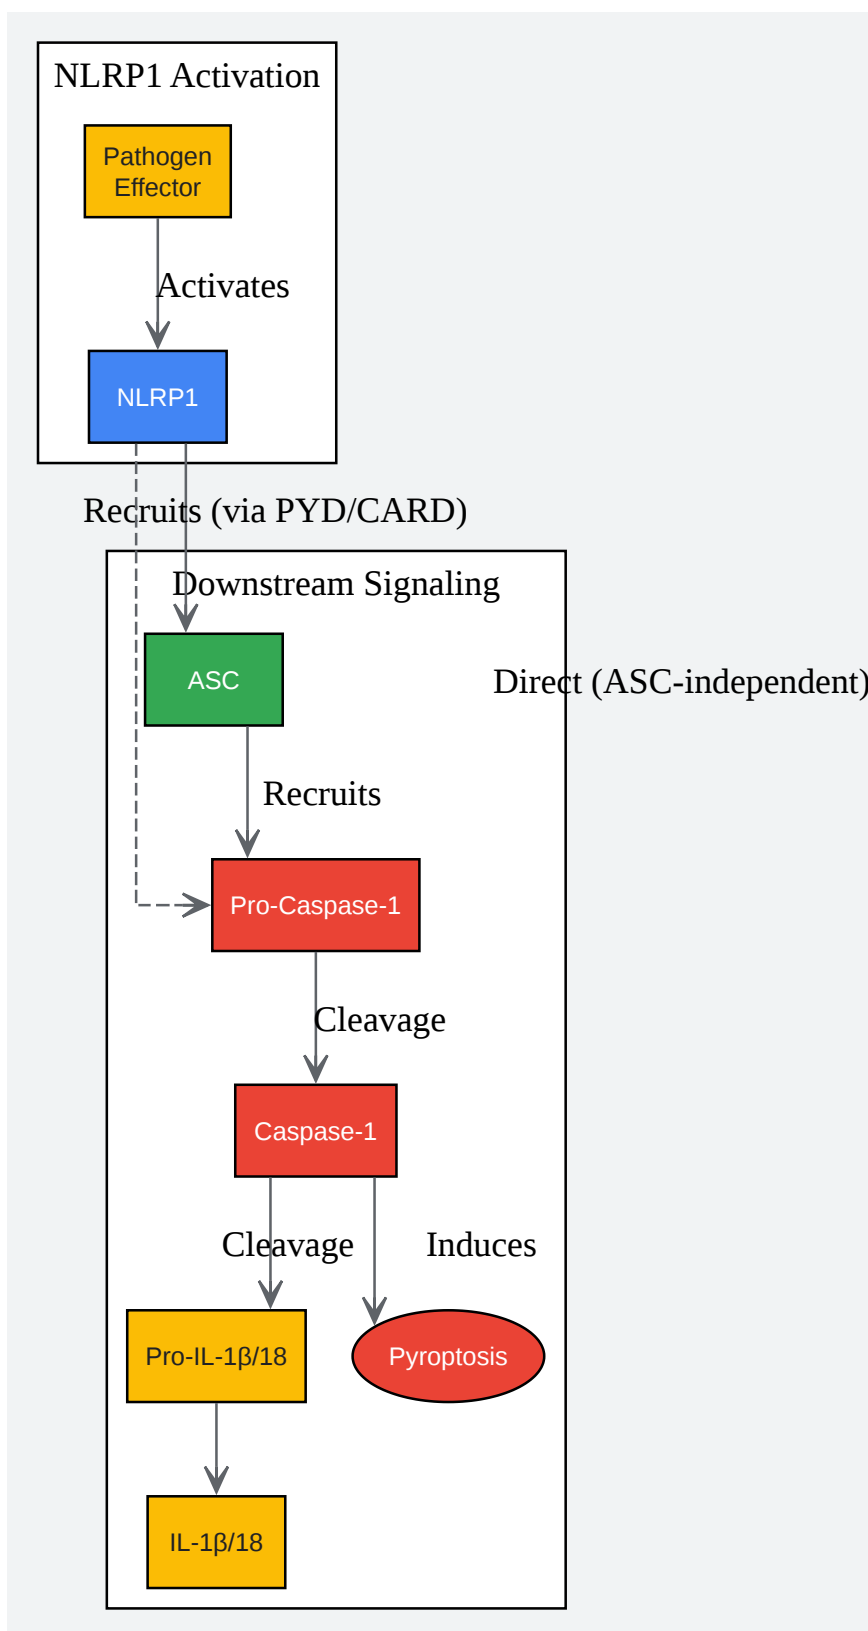 NLRP1 Activation
Pathogen
Effector
Activates
NLRP1
Recruits (via PYD/CARD)
Downstream Signaling
ASC
Direct (ASC-independent)
Recruits
Pro-Caspase-1
Cleavage
Caspase-1
Cleavage
Induces
Pro-IL-1β/18
Pyroptosis
IL-1β/18